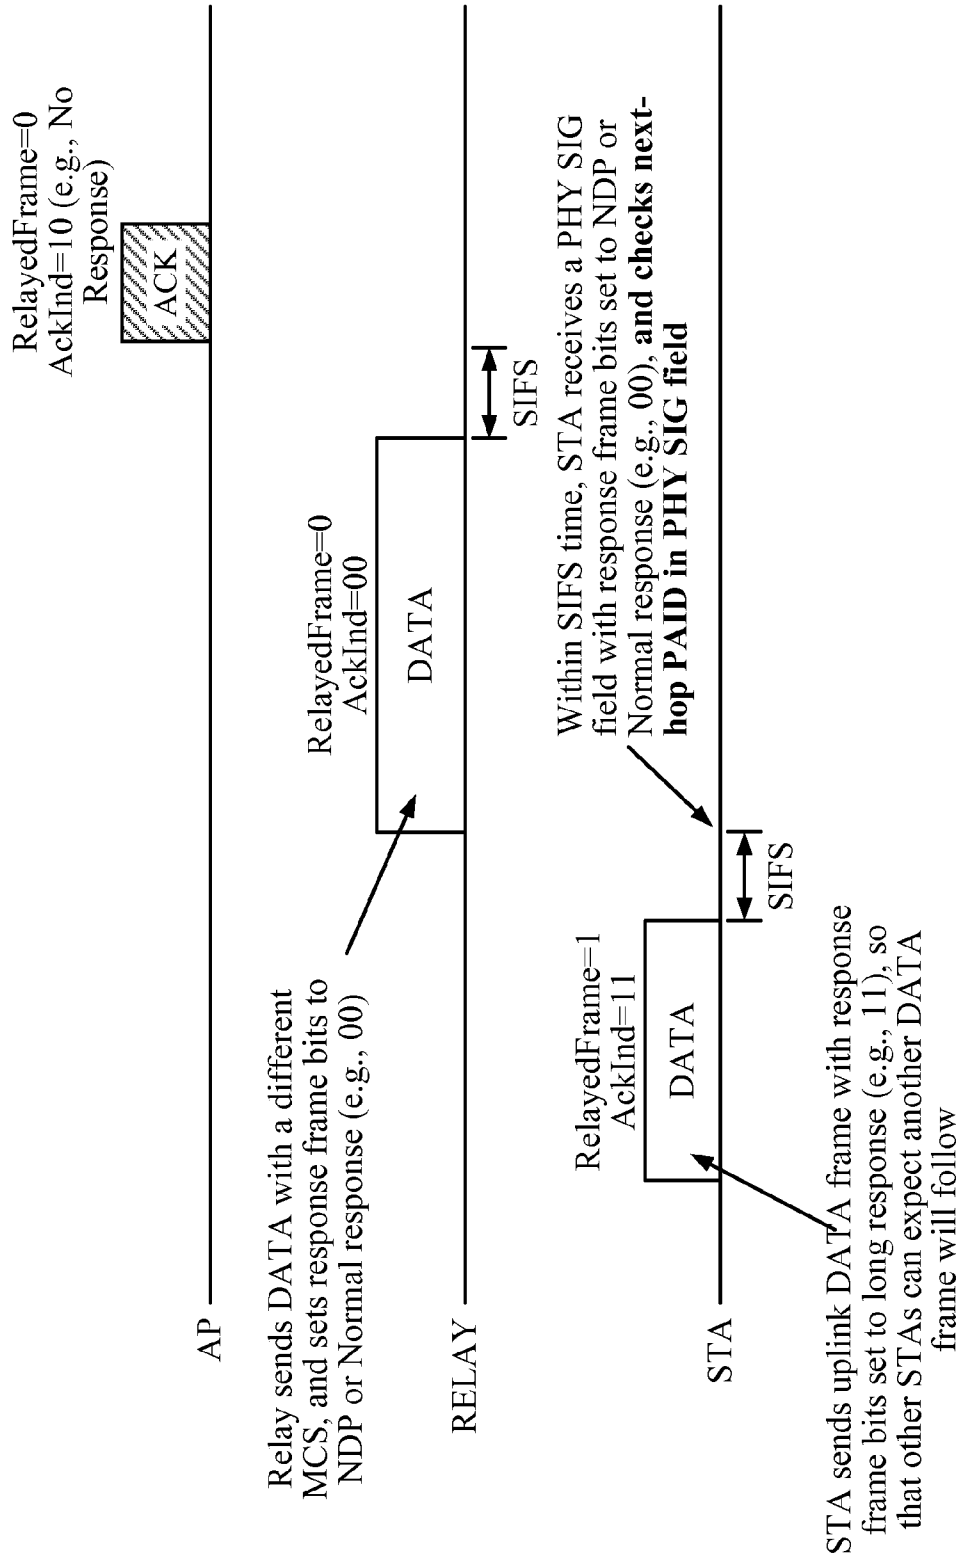 RelayedFrame=0
AckInd=10 (e.g., No
Response)
ACK
AP
Relay sends DATA with a different
MCS, and sets response frame bits to
NDP or Normal response (e.g., 00)
RelayedFrame=0
AckInd=00
DATA
SIFS
RELAY
Within SIFS time, STA receives a PHY SIG
field with response frame bits set to NDP or
Normal response (e.g., 00), and checks next-
hop PAID in PHY SIG field
RelayedFrame=1
AckInd=11
DATA
SIFS
STA
STA sends uplink DATA frame with response
frame bits set to long response (e.g., 11), so
that other STAs can expect another DATA
frame will follow